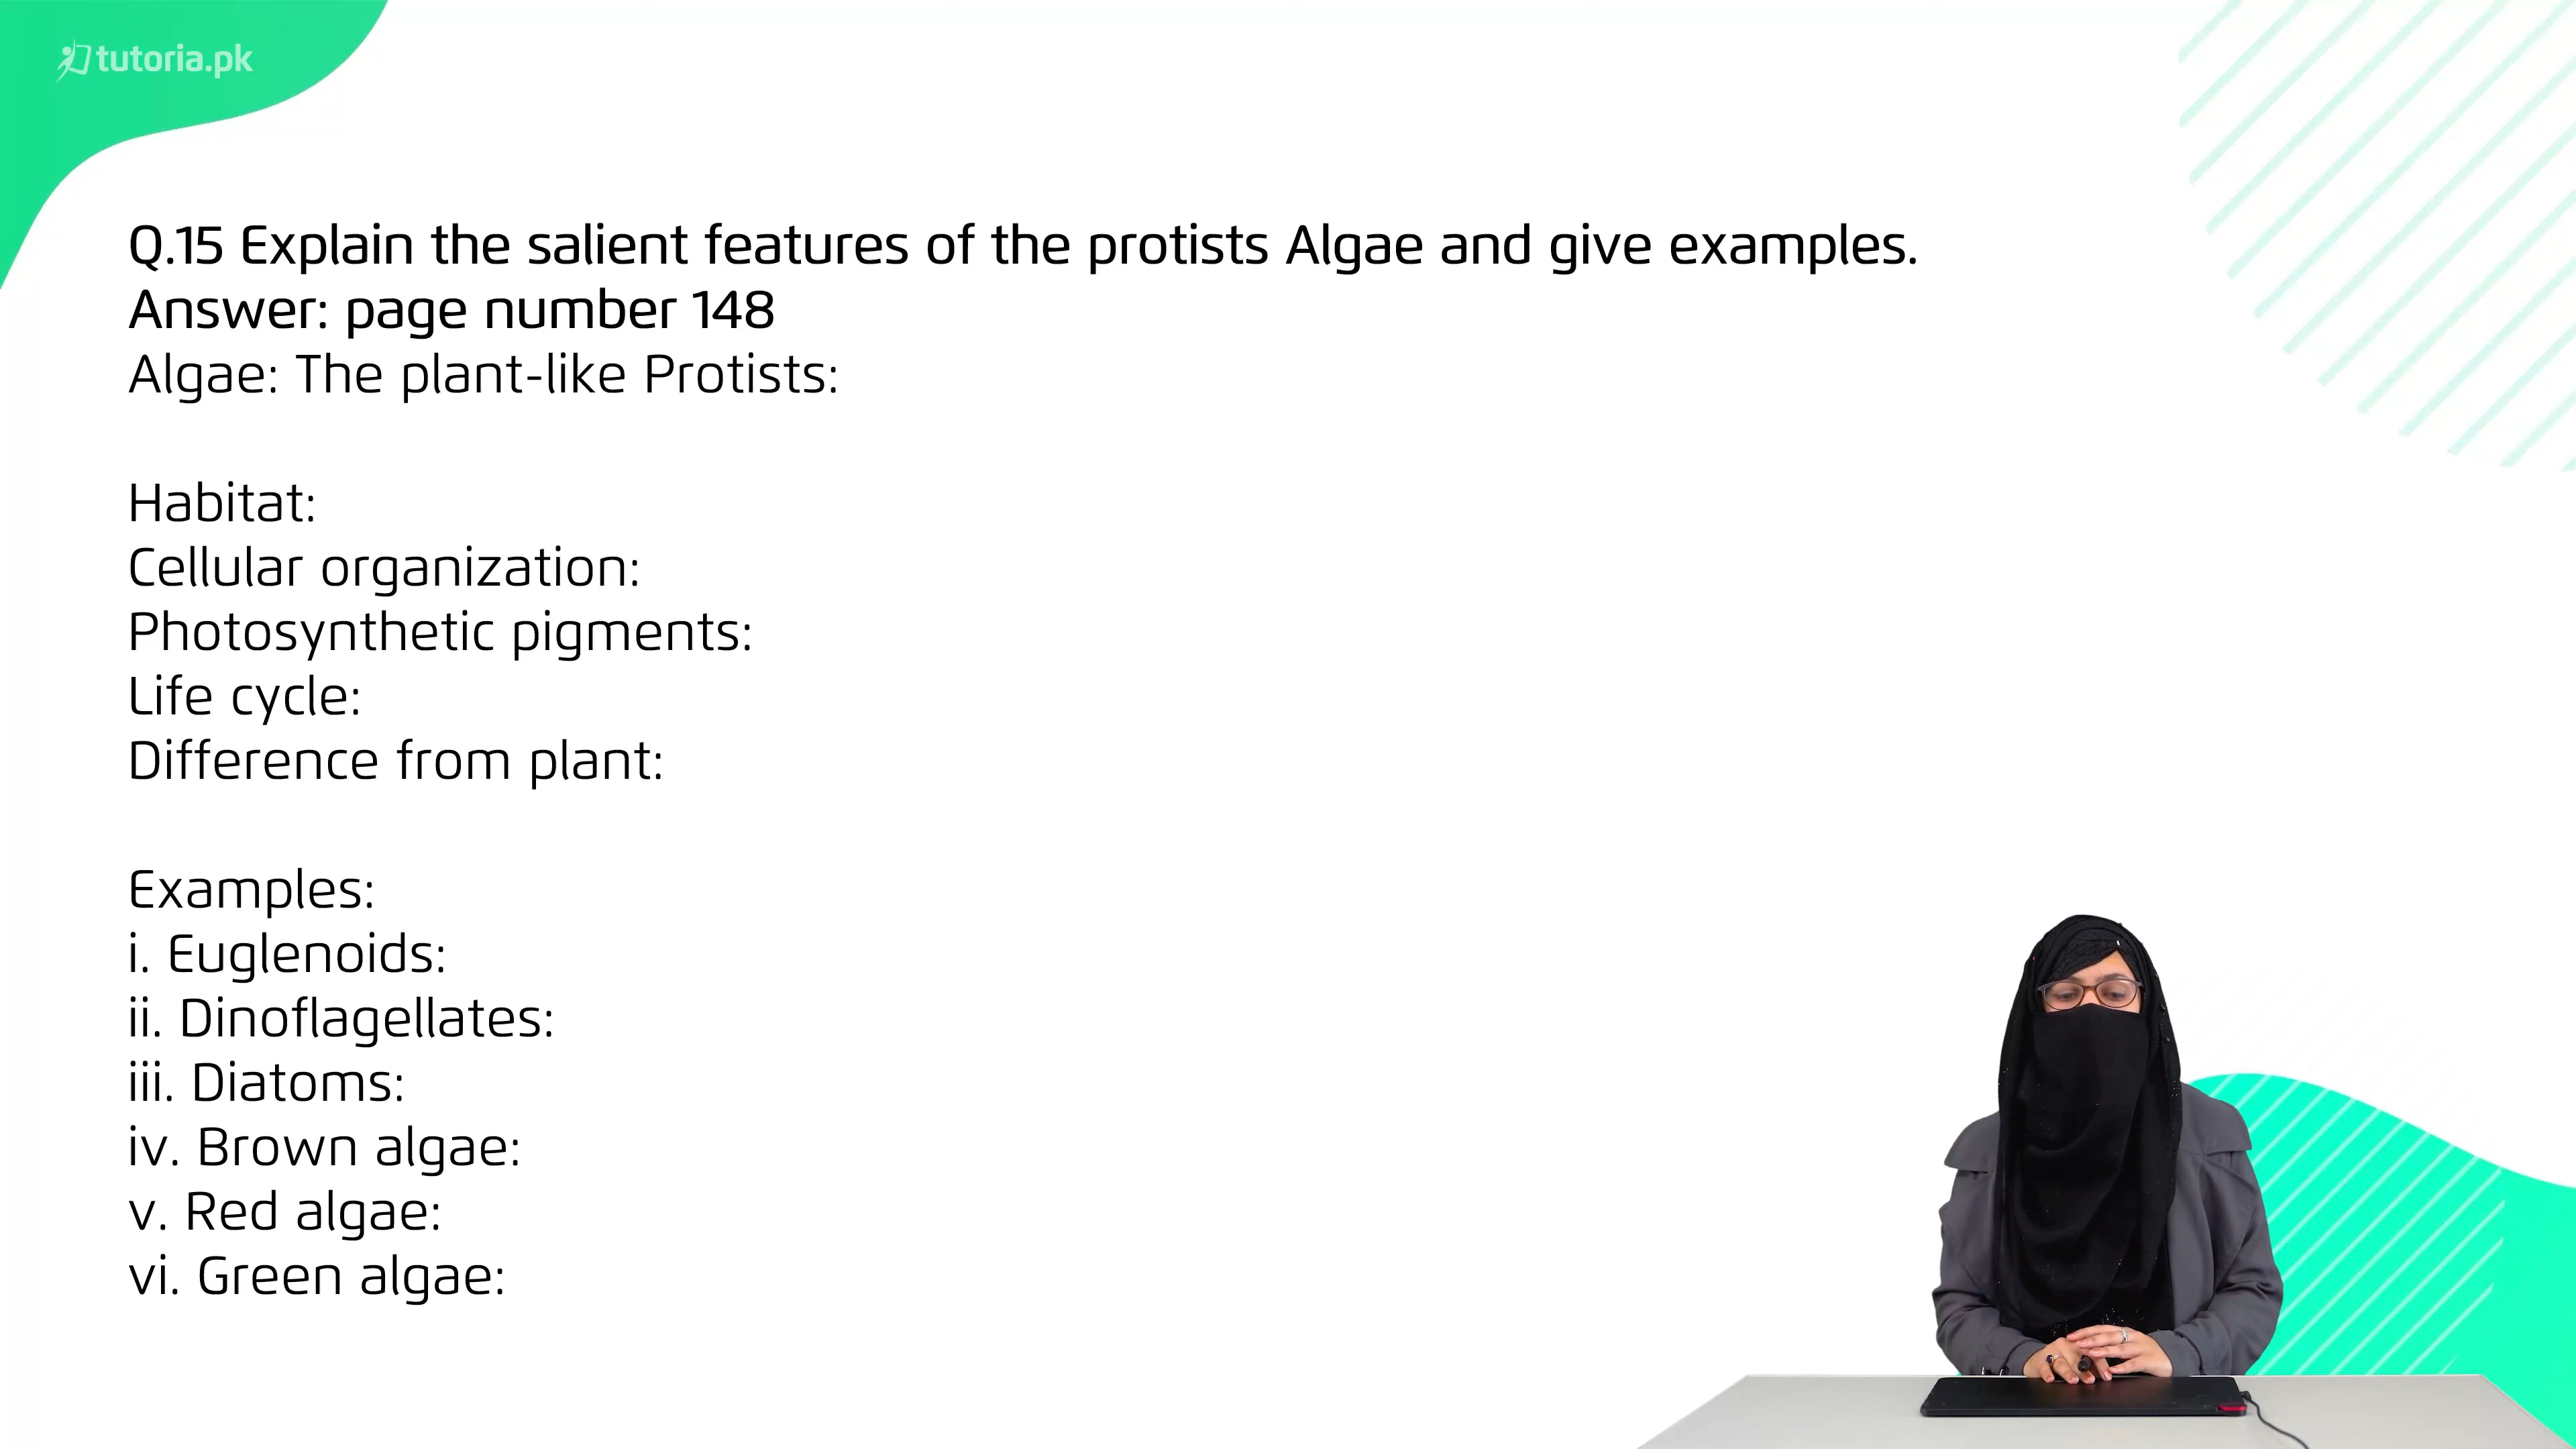 tutoria.pk
Q.15 Explain the salient features of the protists Algae and give examples.
Answer: page number 148
Algae: The plant-like Protists:
Habitat:
Cellular organization:
Photosynthetic pigments:
Life cycle:
Difference from plant:
Examples:
i. Euglenoids:
ii. Dinoflagellates:
iii. Diatoms:
iv. Brown algae:
v. Red algae:
vi. Green algae: